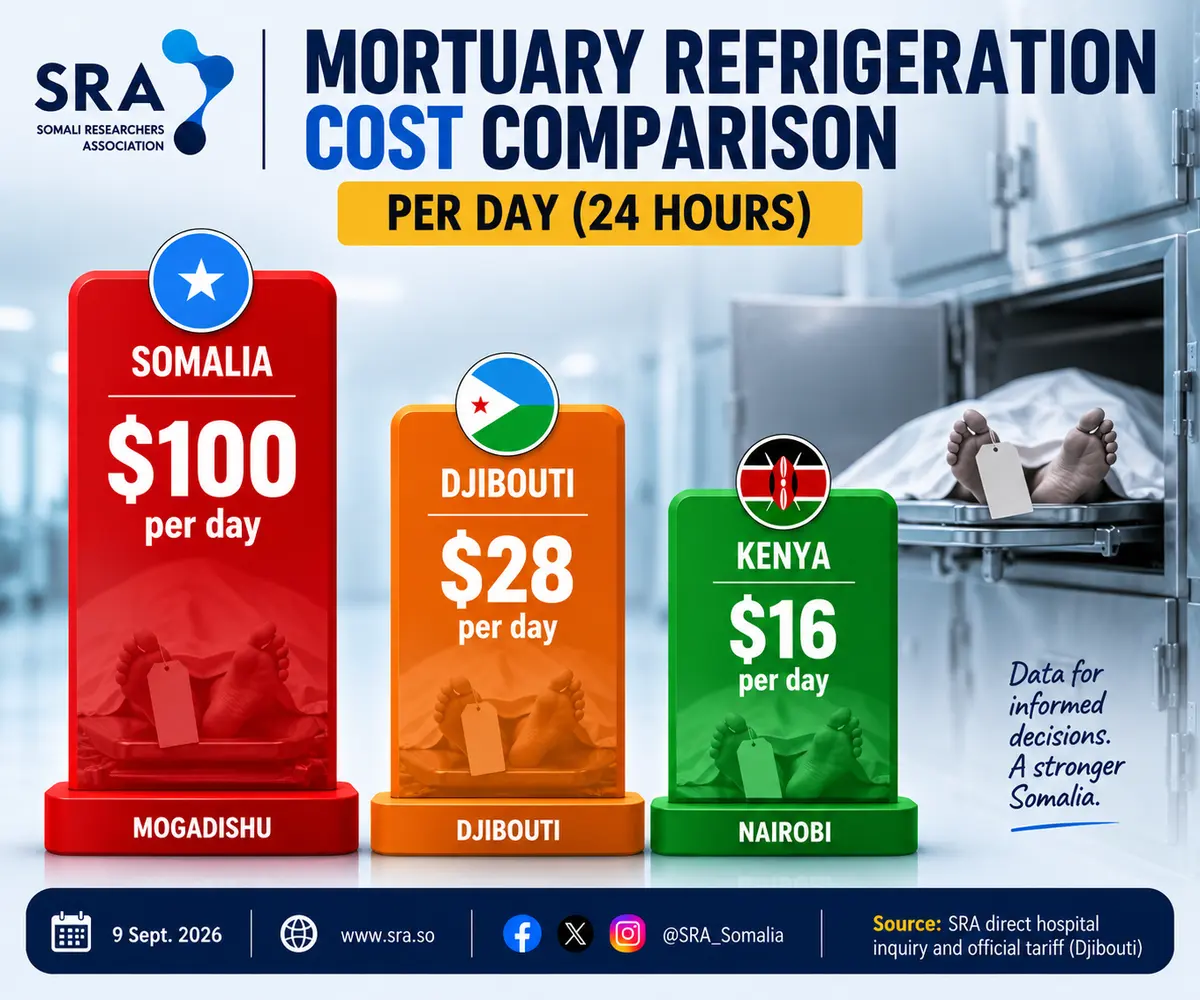 SRA
SOMALI RESEARCHERS
ASSOCIATION
MORTUARY REFRIGERATION
COST COMPARISON
PER DAY (24 HOURS)
SOMALIA
$100
per day
MOGADISHU
DJIBOUTI
$28
per day
DJIBOUTI
KENYA
$16
per day
NAIROBI
Data for
informed
decisions.
A stronger
Somalia.
9 Sept. 2026
www.sra.so
@SRA_Somalia
Source: SRA direct hospital
inquiry and official tariff (Djibouti)